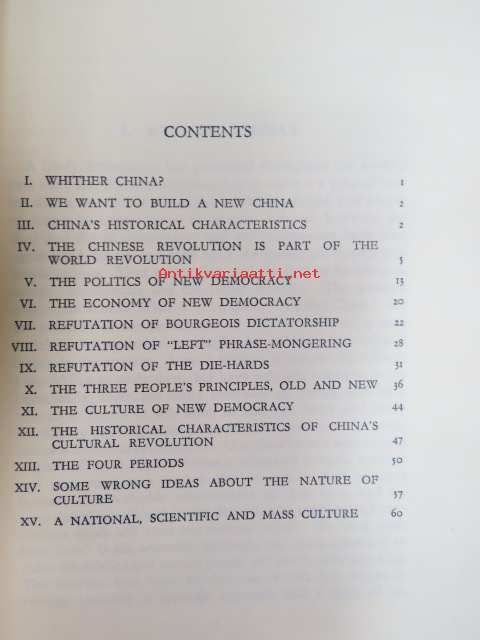 CONTENTS
I. WHITHER CHINA? 1
II. WE WANT TO BUILD A NEW CHINA 2
III. CHINA'S HISTORICAL CHARACTERISTICS 2
IV. THE CHINESE REVOLUTION IS PART OF THE
WORLD REVOLUTION 5
Antikvariaatti.net
V. THE POLITICS OF NEW DEMOCRACY 13
VI. THE ECONOMY OF NEW DEMOCRACY 20
VII. REFUTATION OF BOURGEOIS DICTATORSHIP 22
VIII. REFUTATION OF "LEFT" PHRASE-MONGERING 28
IX. REFUTATION OF THE DIE-HARDS 31
X. THE THREE PEOPLE'S PRINCIPLES, OLD AND NEW 36
XI. THE CULTURE OF NEW DEMOCRACY 44
XII. THE HISTORICAL CHARACTERISTICS OF CHINA'S
CULTURAL REVOLUTION 47
XIII. THE FOUR PERIODS 50
XIV. SOME WRONG IDEAS ABOUT THE NATURE OF
CULTURE 57
XV. A NATIONAL, SCIENTIFIC AND MASS CULTURE 60